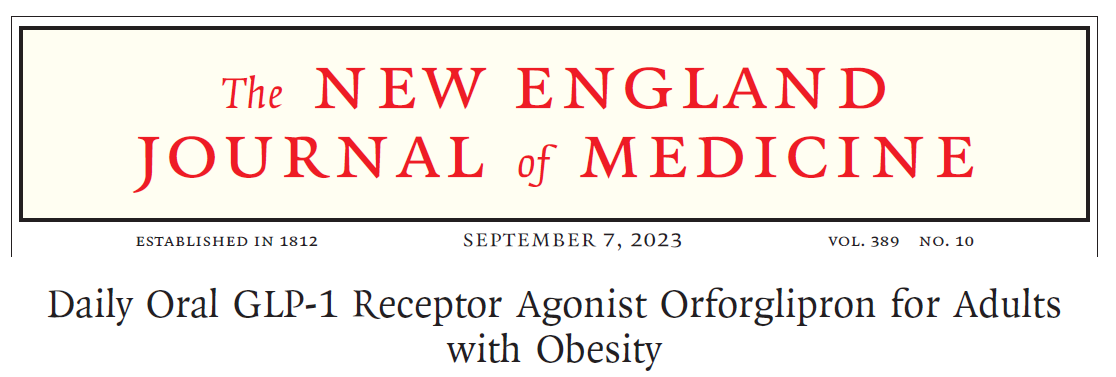 The NEW ENGLAND
JOURNAL of MEDICINE
ESTABLISHED IN 1812 SEPTEMBER 7, 2023 VOL. 389 NO. 10
Daily Oral GLP-1 Receptor Agonist Orforglipron for Adults
with Obesity